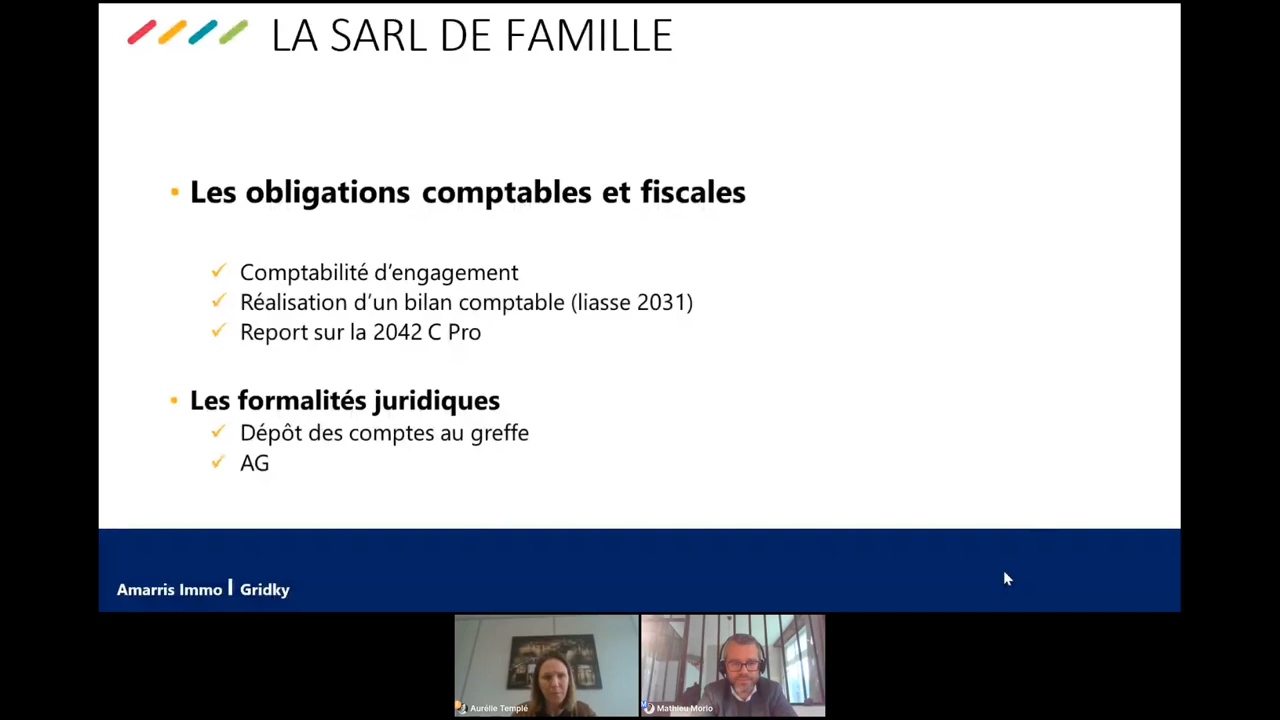 LA SARL DE FAMILLE
• Les obligations comptables et fiscales
✓ Comptabilité d’engagement
✓ Réalisation d’un bilan comptable (liasse 2031)
✓ Report sur la 2042 C Pro
• Les formalités juridiques
✓ Dépôt des comptes au greffe
✓ AG
Amarris Immo | Gridky
Aurélie Templé
Mathieu Morio